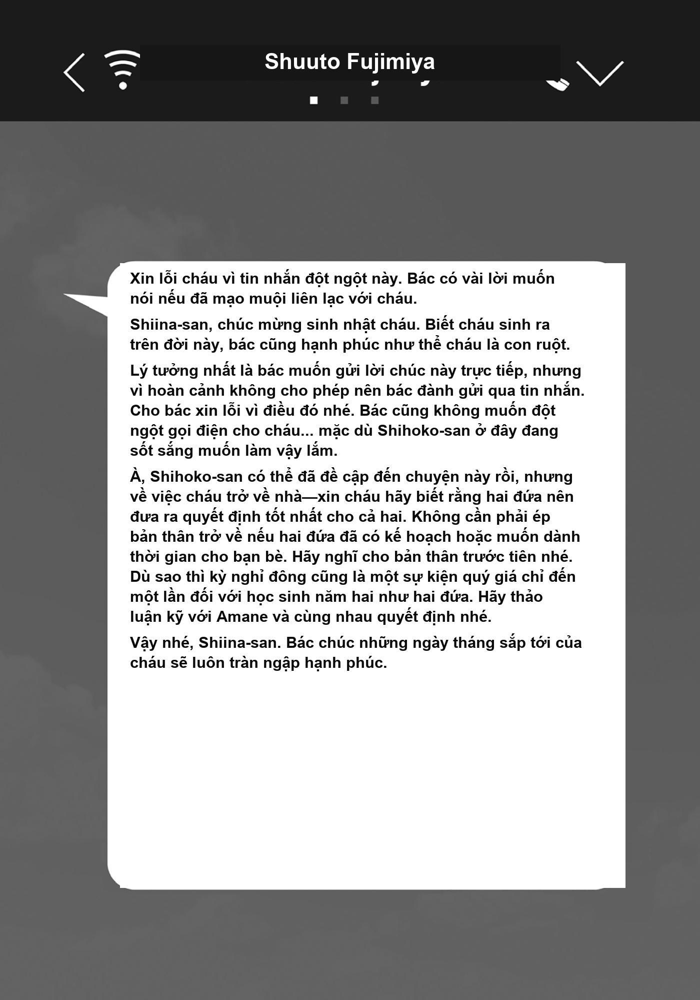 Shuuto Fujimiya
Xin lỗi cháu vì tin nhắn đột ngột này. Bác có vài lời muốn
nói nếu đã mạo muội liên lạc với cháu.
Shiina-san, chúc mừng sinh nhật cháu. Biết cháu sinh ra
trên đời này, bác cũng hạnh phúc như thể cháu là con ruột.
Lý tưởng nhất là bác muốn gửi lời chúc này trực tiếp, nhưng
vì hoàn cảnh không cho phép nên bác đành gửi qua tin nhắn.
Cho bác xin lỗi vì điều đó nhé. Bác cũng không muốn đột
ngột gọi điện cho cháu... mặc dù Shihoko-san ở đây đang
sốt sắng muốn làm vậy lắm.
À, Shihoko-san có thể đã đề cập đến chuyện này rồi, nhưng
về việc cháu trở về nhà—xin cháu hãy biết rằng hai đứa nên
đưa ra quyết định tốt nhất cho cả hai. Không cần phải ép
bản thân trở về nếu hai đứa đã có kế hoạch hoặc muốn dành
thời gian cho bạn bè. Hãy nghĩ cho bản thân trước tiên nhé.
Dù sao thì kỳ nghỉ đông cũng là một sự kiện quý giá chỉ đến
một lần đối với học sinh năm hai như hai đứa. Hãy thảo
luận kỹ với Amane và cùng nhau quyết định nhé.
Vậy nhé, Shiina-san. Bác chúc những ngày tháng sắp tới của
cháu sẽ luôn tràn ngập hạnh phúc.